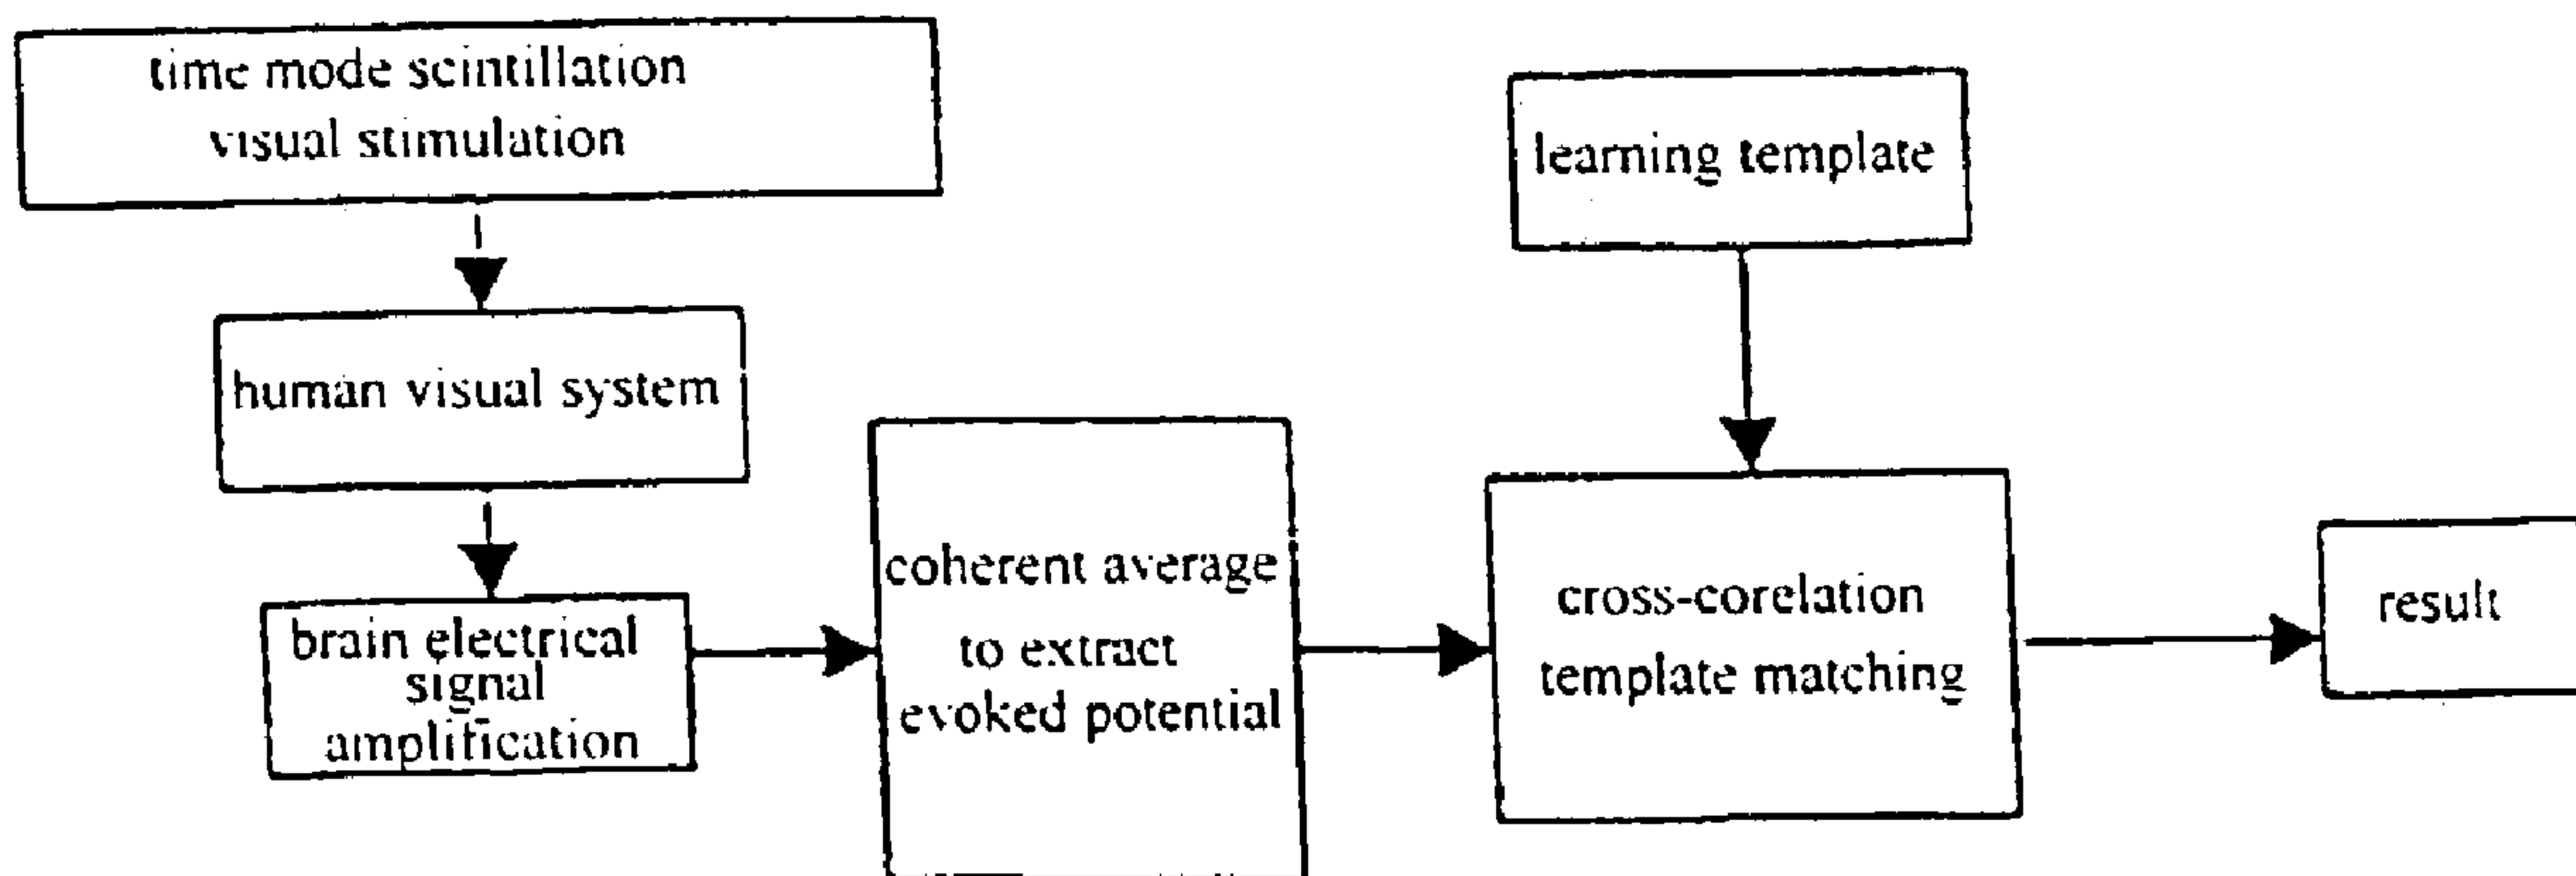 time mode scintillation
visual stimulation
human visual system
brain electrical
signal
amplification
coherent average
to extract
evoked potential
learning template
cross-corelation
template matching
result